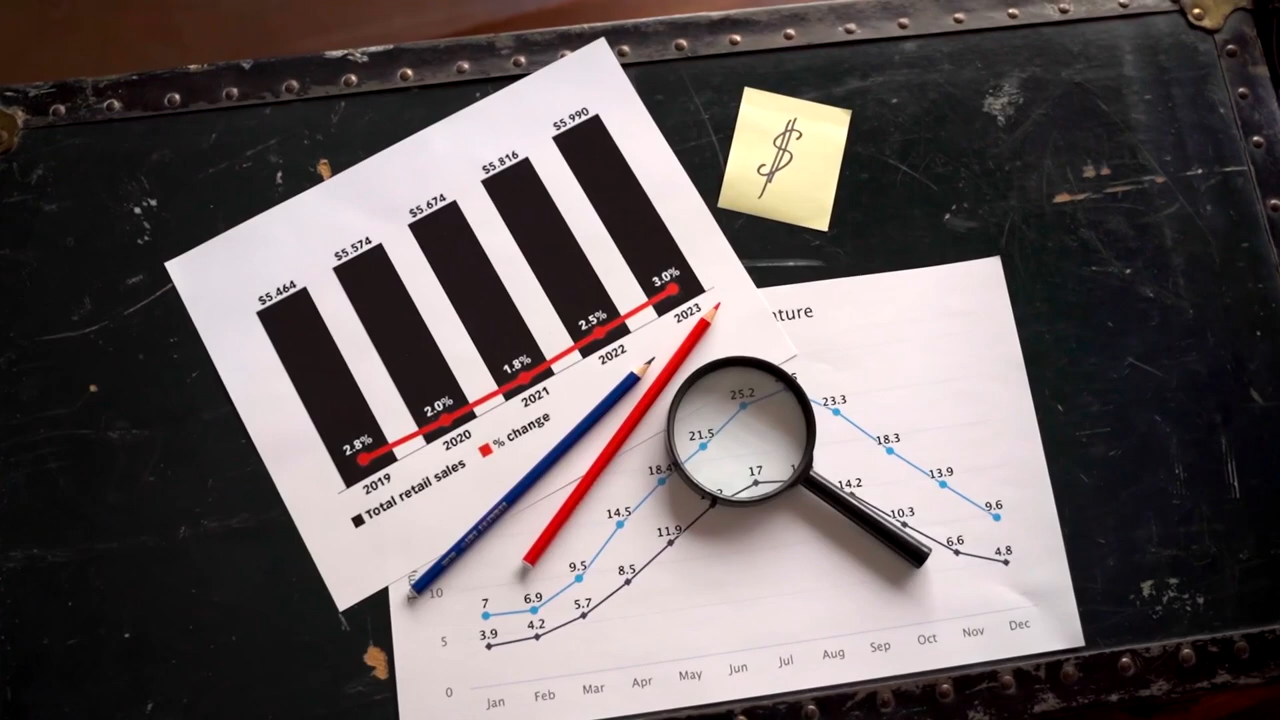 $5.464
$5.574
$5.674
$5.816
$5.990
2.8%
2.0%
1.8%
2.5%
3.0%
2019
2020
2021
2022
2023
Total retail sales
% change
$
7
6.9
9.5
14.5
18.4
21.5
25.2
23.3
18.3
13.9
9.6
3.9
4.2
5.7
8.5
11.9
17
14.2
10.3
6.6
4.8
10
5
0
Jan
Feb
Mar
Apr
May
Jun
Jul
Aug
Sep
Oct
Nov
Dec